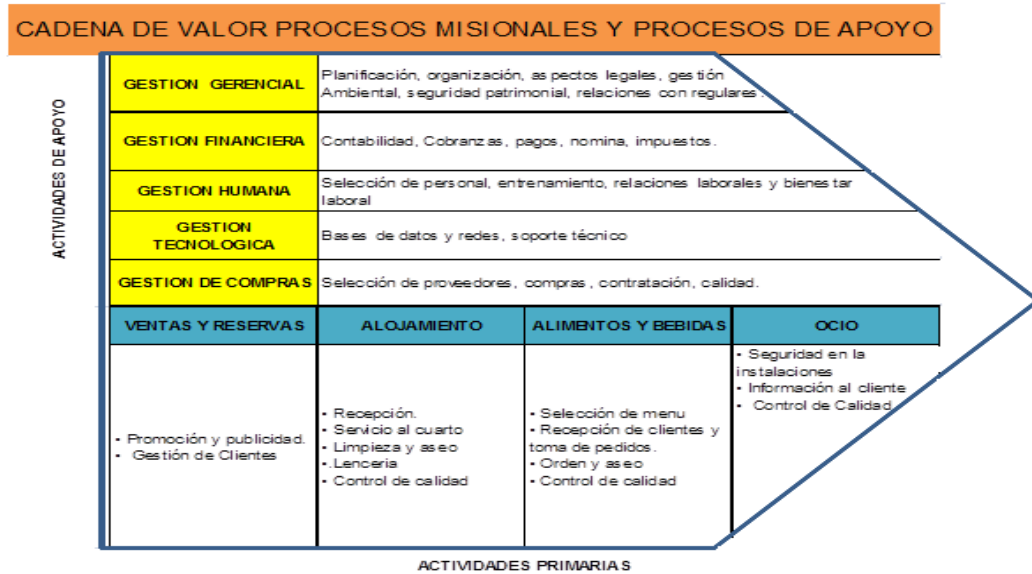 CADENA DE VALOR PROCESOS MISIONALES Y PROCESOS DE APOYO
ACTIVIDADES DE APOYO
GESTION GERENCIAL
Planificación, organización, aspectos legales, gestión
Ambiental, seguridad patrimonial, relaciones con regulares.
GESTION FINANCIERA
Contabilidad, Cobranzas, pagos, nomina, impuestos.
GESTION HUMANA
Selección de personal, entrenamiento, relaciones laborales y bienestar
laboral
GESTION
TECNOLOGICA
Bases de datos y redes, soporte técnico
GESTION DE COMPRAS
Selección de proveedores, compras, contratación, calidad.
VENTAS Y RESERVAS
• Promoción y publicidad.
• Gestión de Clientes
ALOJAMIENTO
• Recepción.
• Servicio al cuarto
• Limpieza y aseo
•.Lenceria
• Control de calidad
ALIMENTOS Y BEBIDAS
• Selección de menu
• Recepción de clientes y
toma de pedidos.
• Orden y aseo
• Control de calidad
OCIO
• Seguridad en la
instalaciones
• Información al cliente
• Control de Calidad
ACTIVIDADES PRIMARIAS